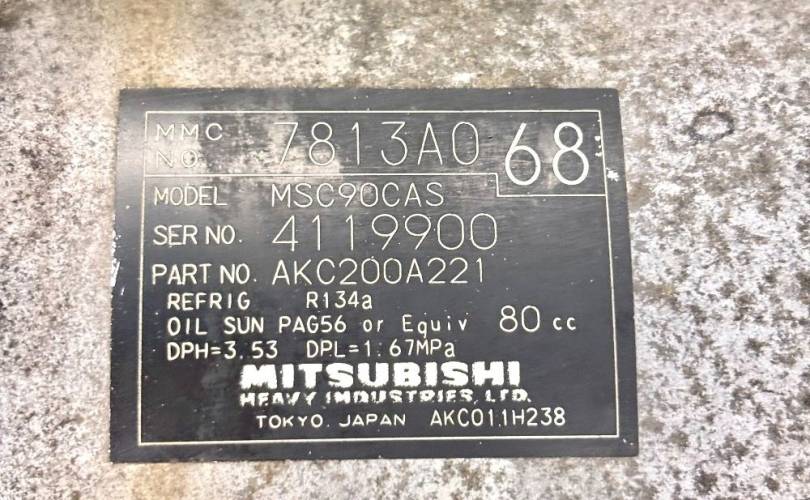 MMC NO. 7813A0 68
MODEL MSC90CAS
SER NO. 4119900
PART NO. AKC200A221
REFRIG R134a
OIL SUN PAG56 or Equiv 80 cc
DPH=3.53 DPL=1.67MPa
MITSUBISHI
HEAVY INDUSTRIES, LTD.
TOKYO. JAPAN AKC011H238